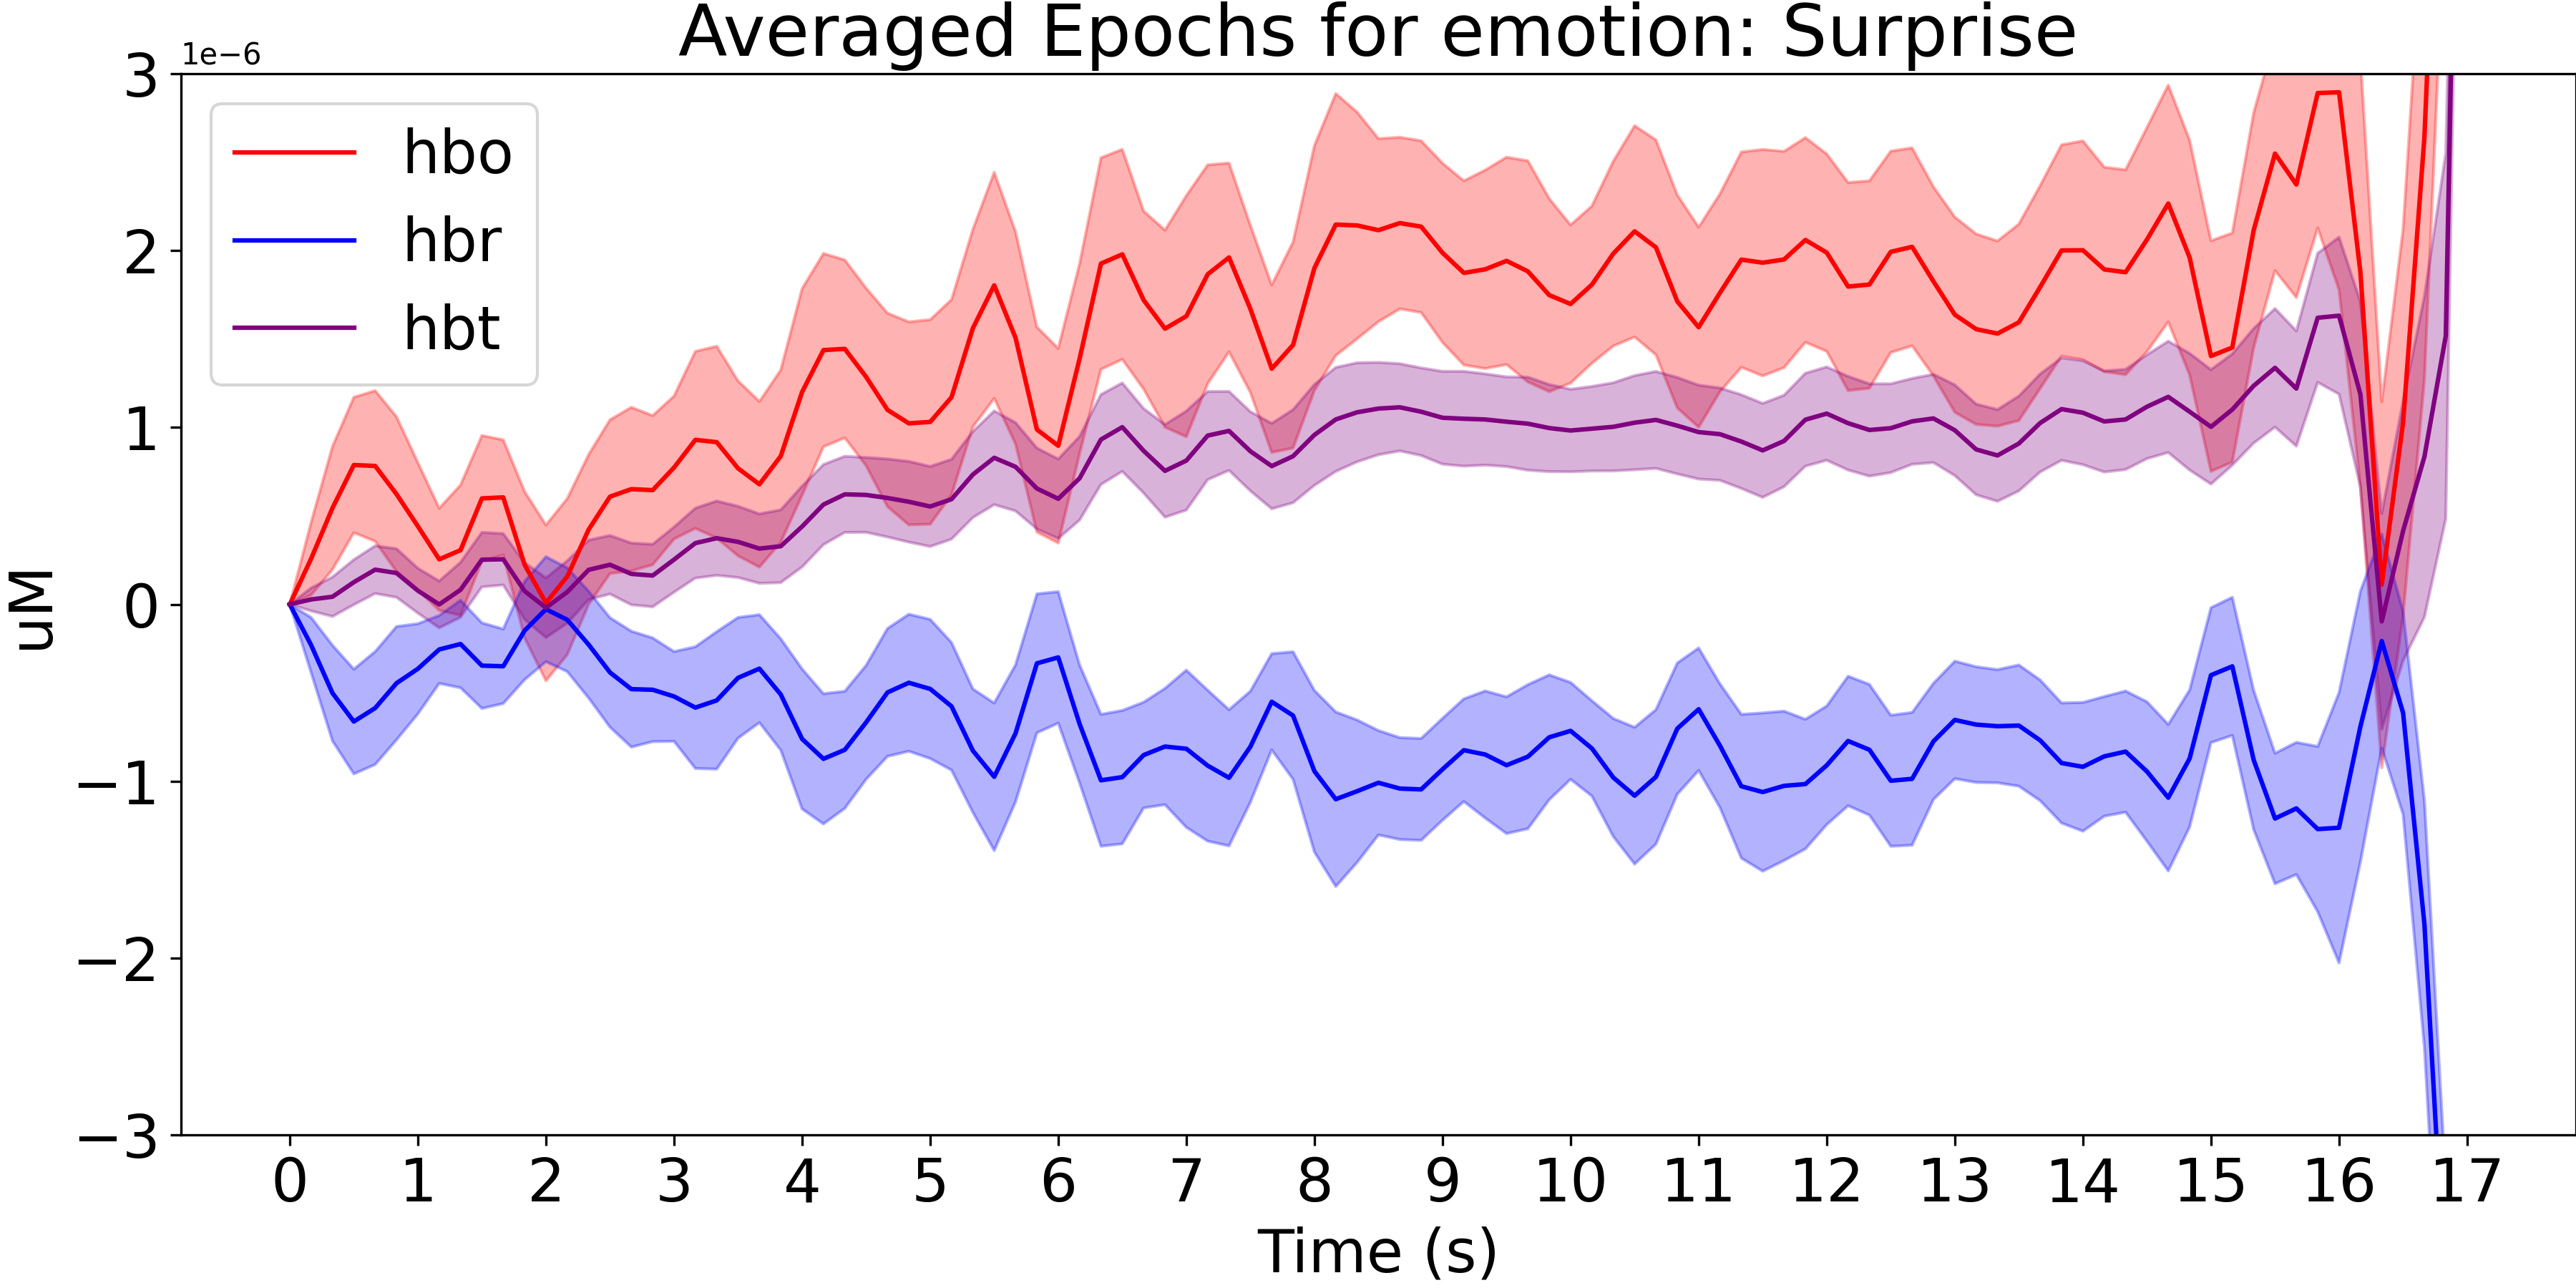 Averaged Epochs for emotion: Surprise
1e−6
hbo
hbr
hbt
3
2
1
0
−1
−2
−3
uM
0 1 2 3 4 5 6 7 8 9 10 11 12 13 14 15 16 17
Time (s)